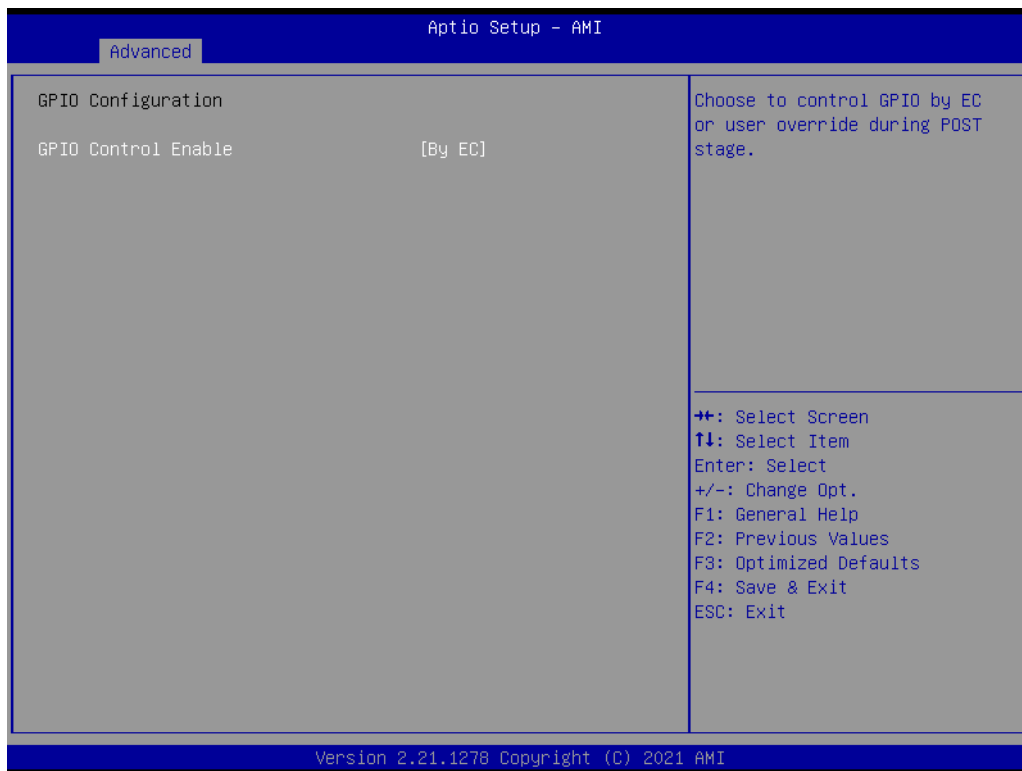 Aptio Setup – AMI
Advanced
GPIO Configuration
GPIO Control Enable [By EC]
Choose to control GPIO by EC
or user override during POST
stage.
→←: Select Screen
↑↓: Select Item
Enter: Select
+/-: Change Opt.
F1: General Help
F2: Previous Values
F3: Optimized Defaults
F4: Save & Exit
ESC: Exit
Version 2.21.1278 Copyright (C) 2021 AMI